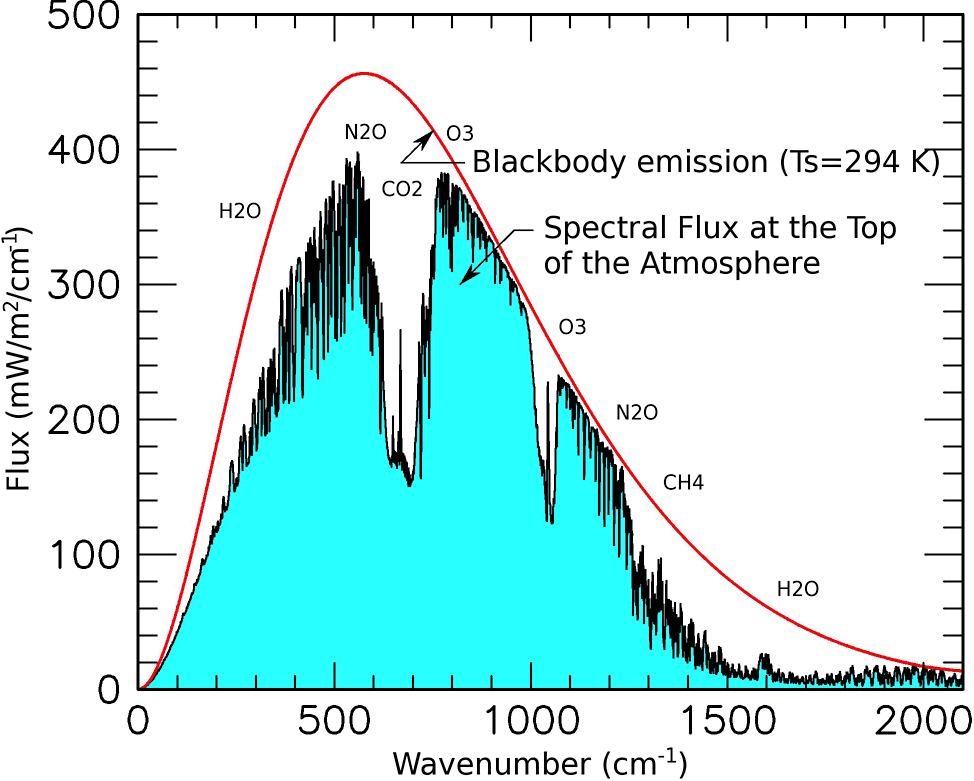 500
400
300
200
100
0
Flux (mW/m²/cm⁻¹)
N2O
O3
Blackbody emission (Ts=294 K)
CO2
H2O
Spectral Flux at the Top
of the Atmosphere
O3
N2O
CH4
H2O
0 500 1000 1500 2000
Wavenumber (cm⁻¹)